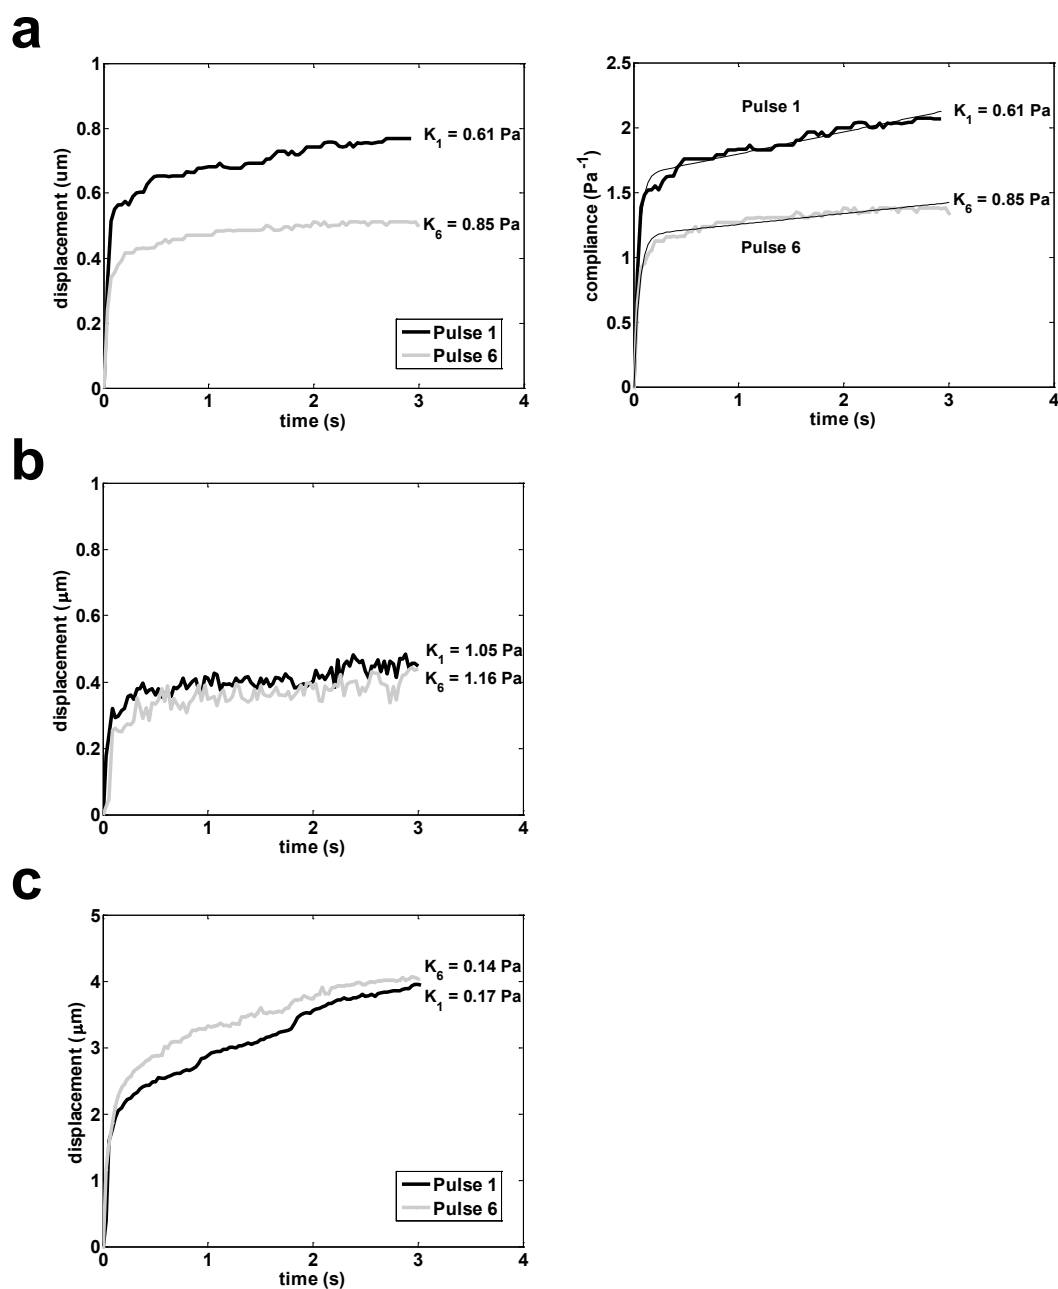 a
1
0.8
0.6
0.4
0.2
0
0
1
2
3
4
displacement (um)
time (s)
K1 = 0.61 Pa
K6 = 0.85 Pa
Pulse 1
Pulse 6
2.5
2
1.5
1
0.5
0
0
1
2
3
4
compliance (Pa-1)
time (s)
Pulse 1
K1 = 0.61 Pa
K6 = 0.85 Pa
Pulse 6
b
1
0.8
0.6
0.4
0.2
0
0
1
2
3
4
displacement (μm)
time (s)
K1 = 1.05 Pa
K6 = 1.16 Pa
c
5
4
3
2
1
0
0
1
2
3
4
displacement (μm)
time (s)
K6 = 0.14 Pa
K1 = 0.17 Pa
Pulse 1
Pulse 6